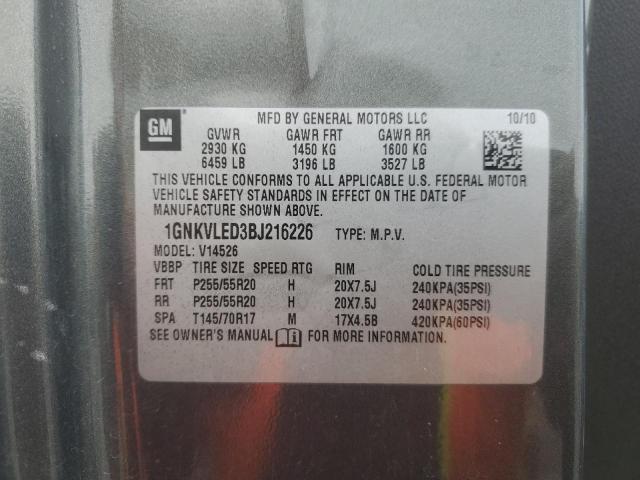 GM
MFD BY GENERAL MOTORS LLC 10/10
GVWR GAWR FRT GAWR RR
2930 KG 1450 KG 1600 KG
6459 LB 3196 LB 3527 LB
THIS VEHICLE CONFORMS TO ALL APPLICABLE U.S. FEDERAL MOTOR
VEHICLE SAFETY STANDARDS IN EFFECT ON THE DATE OF
MANUFACTURE SHOWN ABOVE.
1GNKVLED3BJ216226 TYPE: M.P.V.
MODEL: V14526
VBBP TIRE SIZE SPEED RTG RIM COLD TIRE PRESSURE
FRT P255/55R20 H 20X7.5J 240KPA(35PSI)
RR P255/55R20 H 20X7.5J 240KPA(35PSI)
SPA T145/70R17 M 17X4.5B 420KPA(60PSI)
SEE OWNER'S MANUAL i FOR MORE INFORMATION.